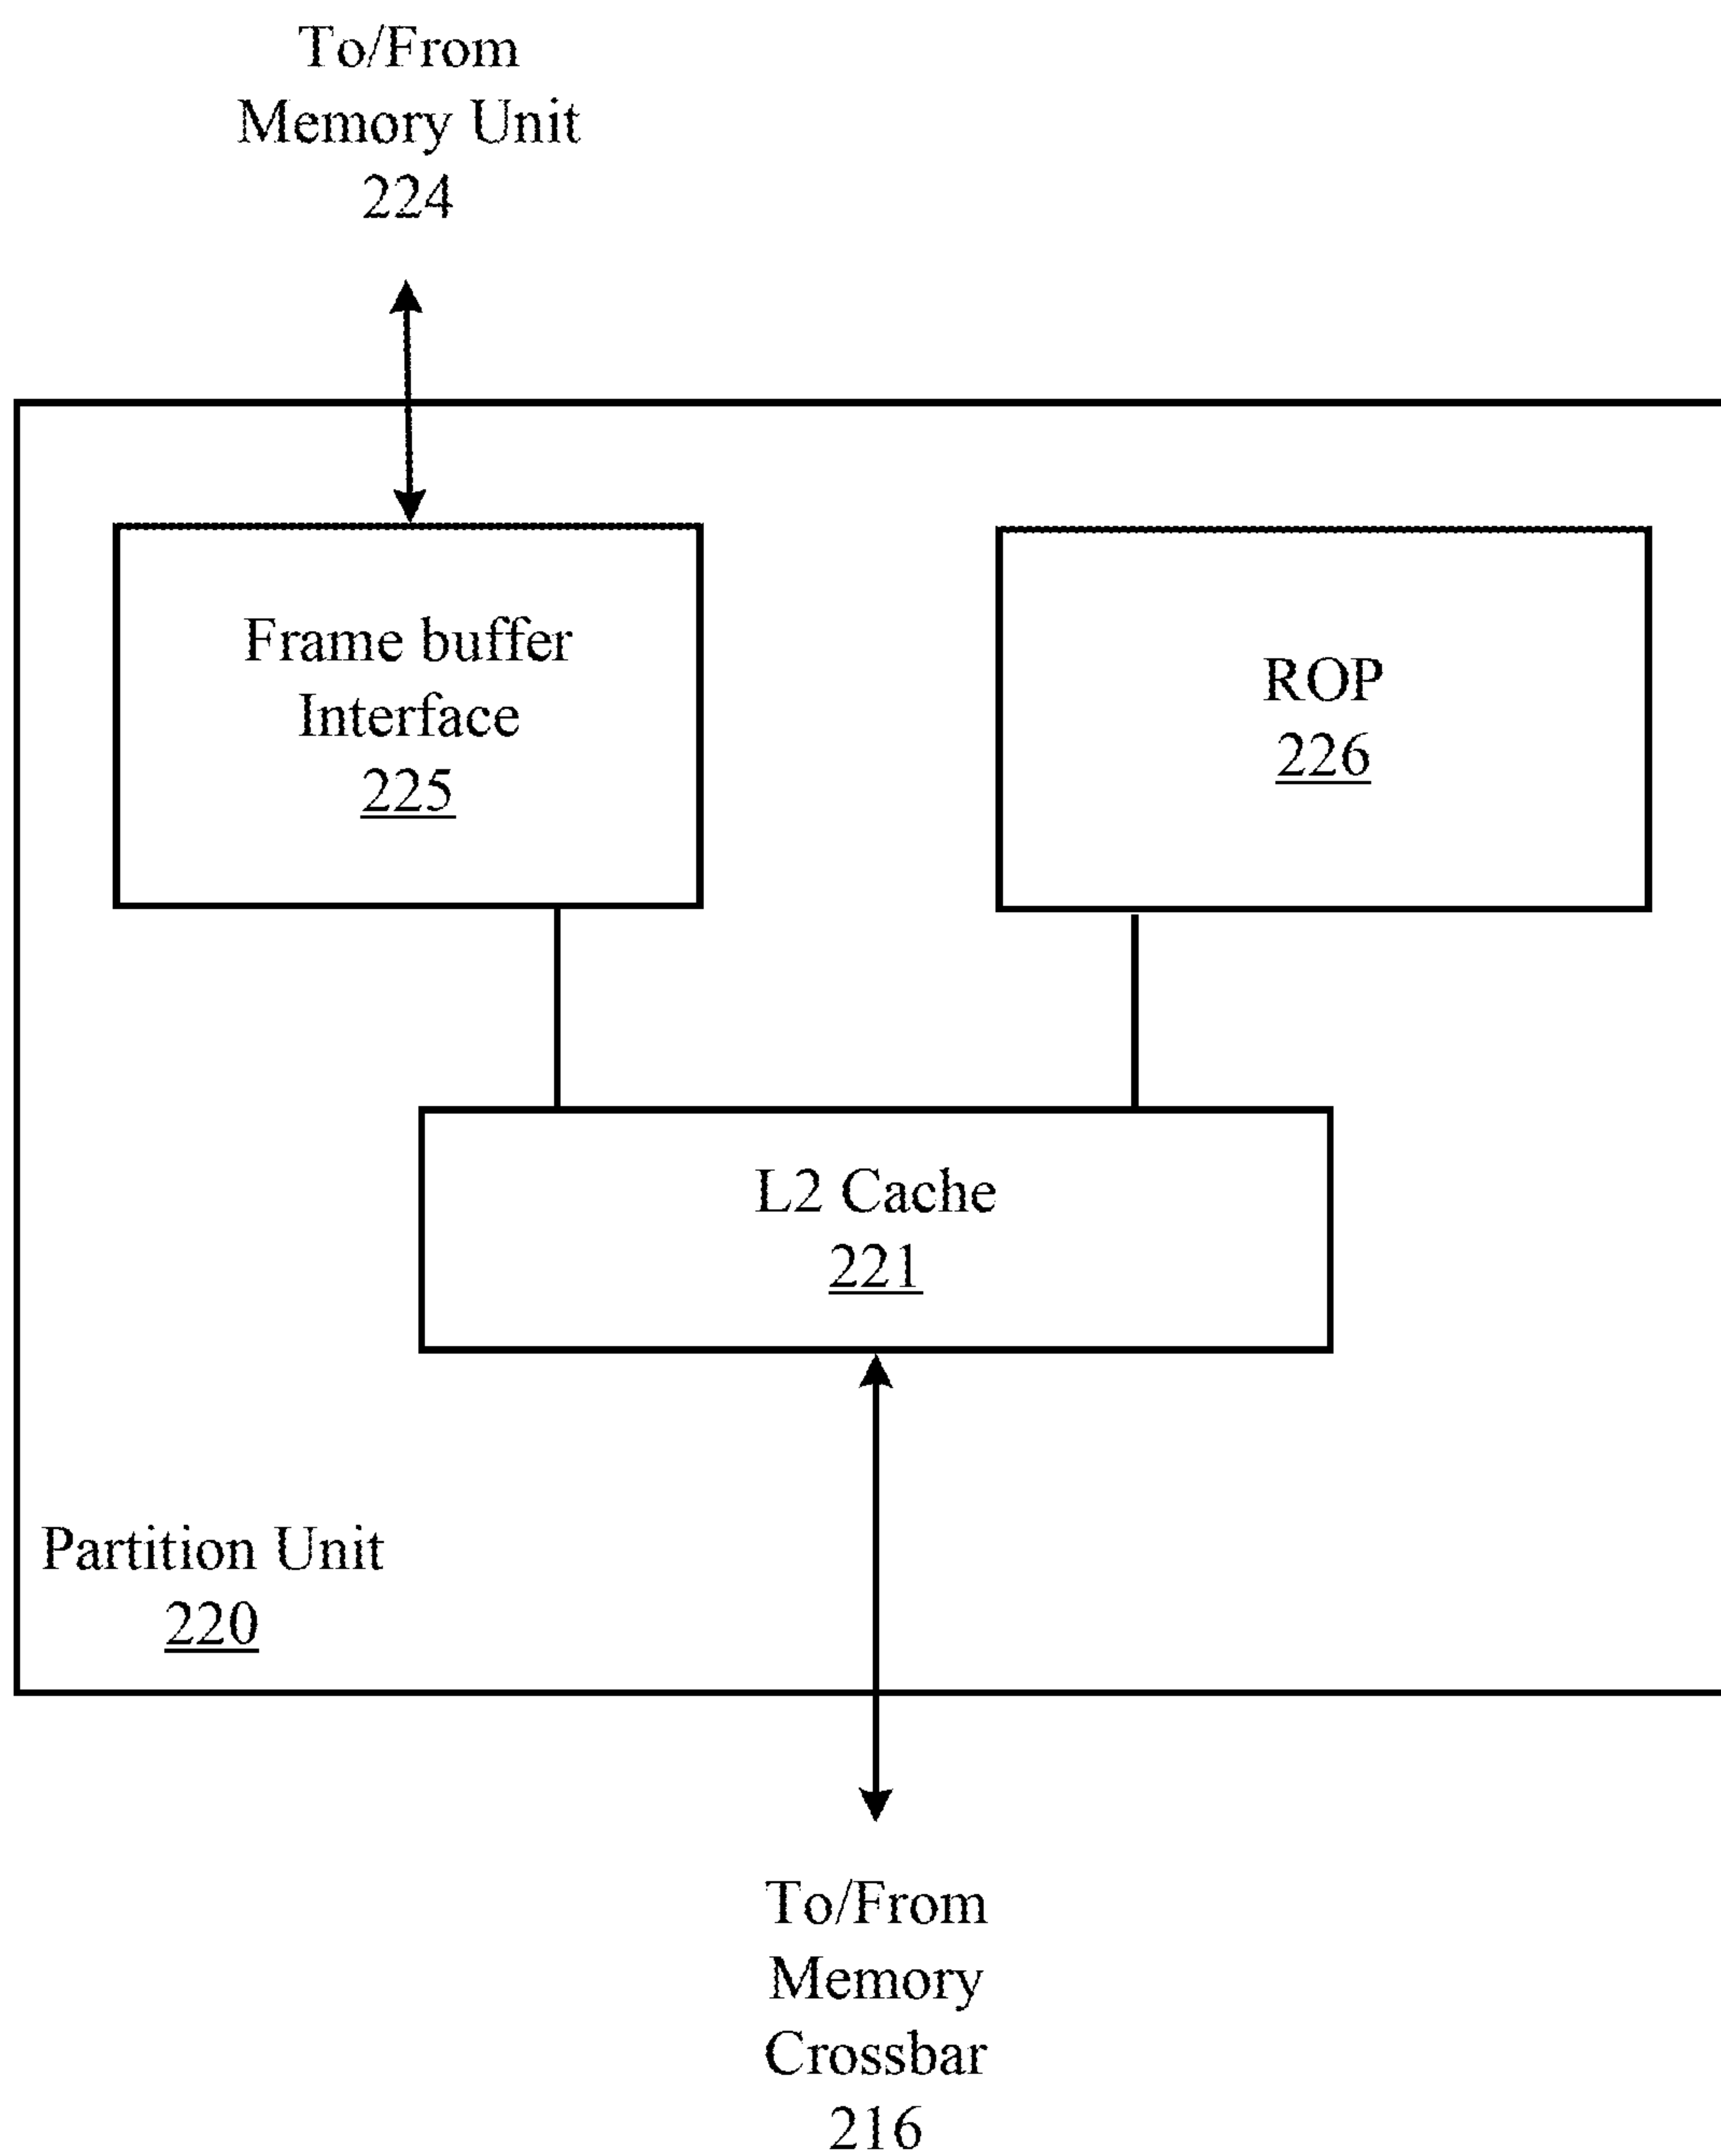 To/From
Memory Unit
224
Frame buffer
Interface
225
ROP
226
L2 Cache
221
Partition Unit
220
To/From
Memory
Crossbar
216